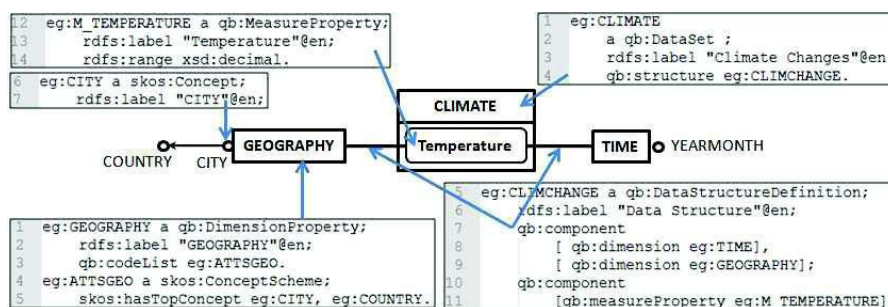 12 eg:M_TEMPERATURE a qb:MeasureProperty;
13 rdfs:label "Temperature"@en;
14 rdfs:range xsd:decimal.
6 eg:CITY a skos:Concept;
7 rdfs:label "CITY"@en;
1 eg:CLIMATE
2 a qb:DataSet ;
3 rdfs:label "Climate Changes"@en
4 qb:structure eg:CLIMCHANGE.
CLIMATE
Temperature
COUNTRY
CITY
GEOGRAPHY
TIME
YEARMONTH
1 eg:GEOGRAPHY a qb:DimensionProperty;
2 rdfs:label "GEOGRAPHY"@en;
3 qb:codeList eg:ATTSGEO.
4 eg:ATTSGEO a skos:ConceptScheme;
5 skos:hasTopConcept eg:CITY, eg:COUNTRY.
5 eg:CLIMCHANGE a qb:DataStructureDefinition;
6 rdfs:label "Data Structure"@en;
7 qb:component
8 [ qb:dimension eg:TIME],
9 [ qb:dimension eg:GEOGRAPHY];
10 qb:component
11 [qb:measureProperty eg:M_TEMPERATURE]